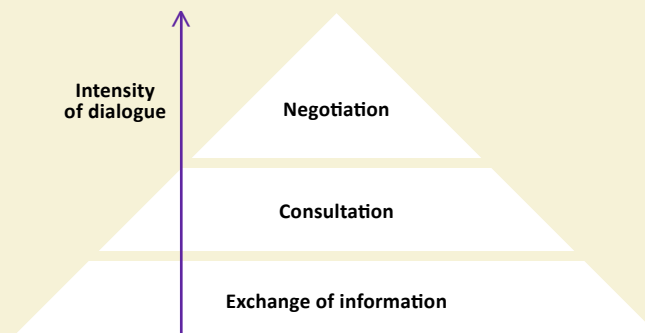 Intensity
of dialogue
Negotiation
Consultation
Exchange of information